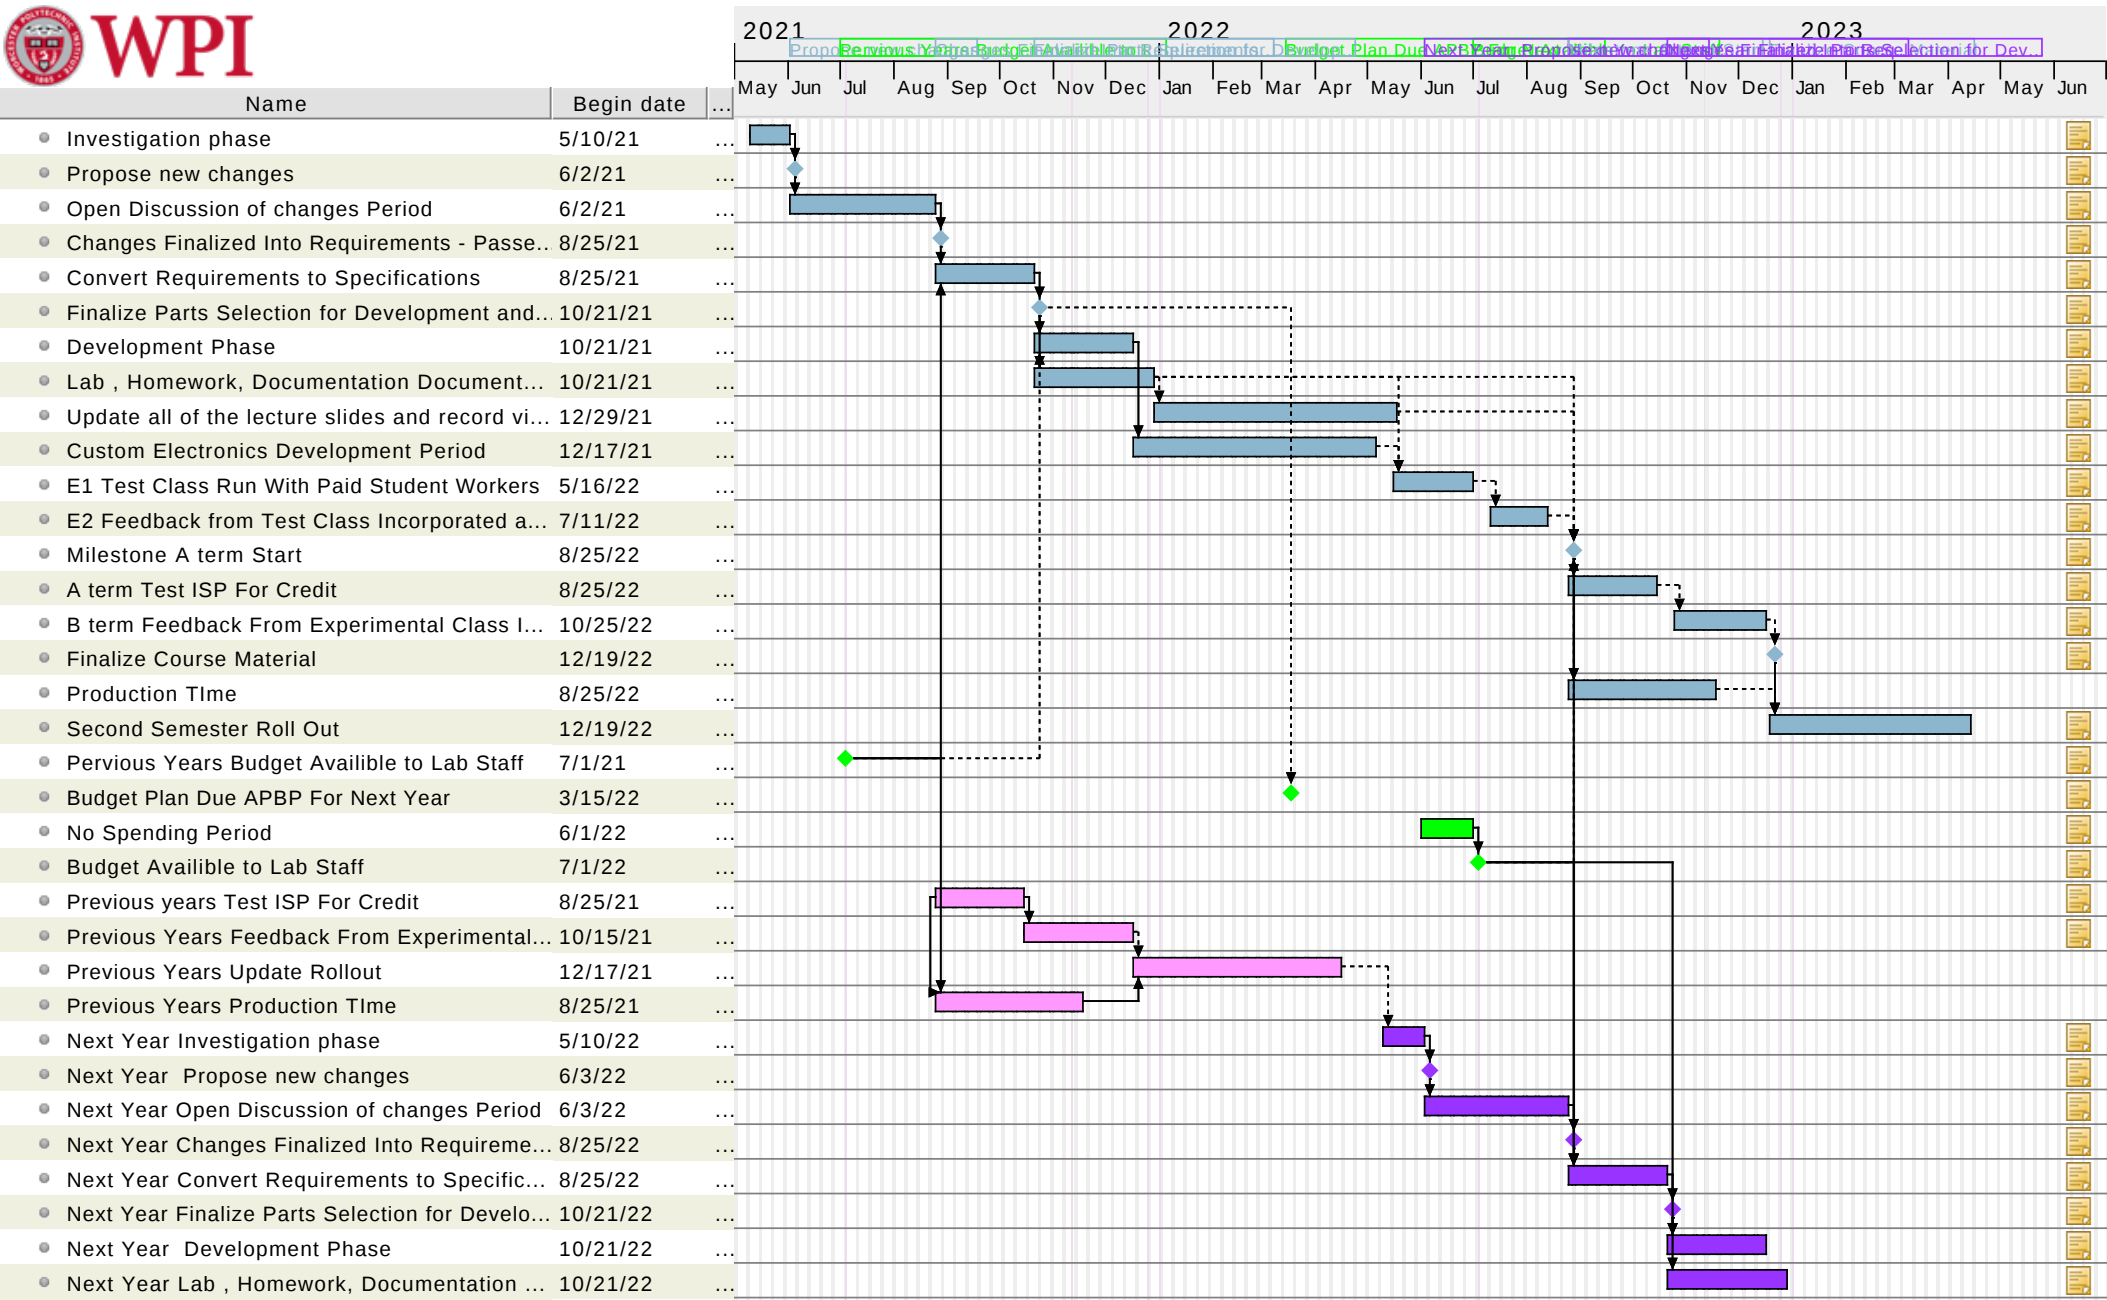 WPI
2021 2022 2023
May Jun Jul Aug Sep Oct Nov Dec Jan Feb Mar Apr May Jun Jul Aug Sep Oct Nov Dec Jan Feb Mar Apr May Jun
Name Begin date ...
Investigation phase 5/10/21 ...
Propose new changes 6/2/21 ...
Open Discussion of changes Period 6/2/21 ...
Changes Finalized Into Requirements - Passe... 8/25/21 ...
Convert Requirements to Specifications 8/25/21 ...
Finalize Parts Selection for Development and... 10/21/21 ...
Development Phase 10/21/21 ...
Lab , Homework, Documentation Document... 10/21/21 ...
Update all of the lecture slides and record vi... 12/29/21 ...
Custom Electronics Development Period 12/17/21 ...
E1 Test Class Run With Paid Student Workers 5/16/22 ...
E2 Feedback from Test Class Incorporated a... 7/11/22 ...
Milestone A term Start 8/25/22 ...
A term Test ISP For Credit 8/25/22 ...
B term Feedback From Experimental Class I... 10/25/22 ...
Finalize Course Material 12/19/22 ...
Production TIme 8/25/22 ...
Second Semester Roll Out 12/19/22 ...
Pervious Years Budget Availible to Lab Staff 7/1/21 ...
Budget Plan Due APBP For Next Year 3/15/22 ...
No Spending Period 6/1/22 ...
Budget Availible to Lab Staff 7/1/22 ...
Previous years Test ISP For Credit 8/25/21 ...
Previous Years Feedback From Experimental... 10/15/21 ...
Previous Years Update Rollout 12/17/21 ...
Previous Years Production TIme 8/25/21 ...
Next Year Investigation phase 5/10/22 ...
Next Year  Propose new changes 6/3/22 ...
Next Year Open Discussion of changes Period 6/3/22 ...
Next Year Changes Finalized Into Requireme... 8/25/22 ...
Next Year Convert Requirements to Specific... 8/25/22 ...
Next Year Finalize Parts Selection for Develo... 10/21/22 ...
Next Year  Development Phase 10/21/22 ...
Next Year Lab , Homework, Documentation ... 10/21/22 ...